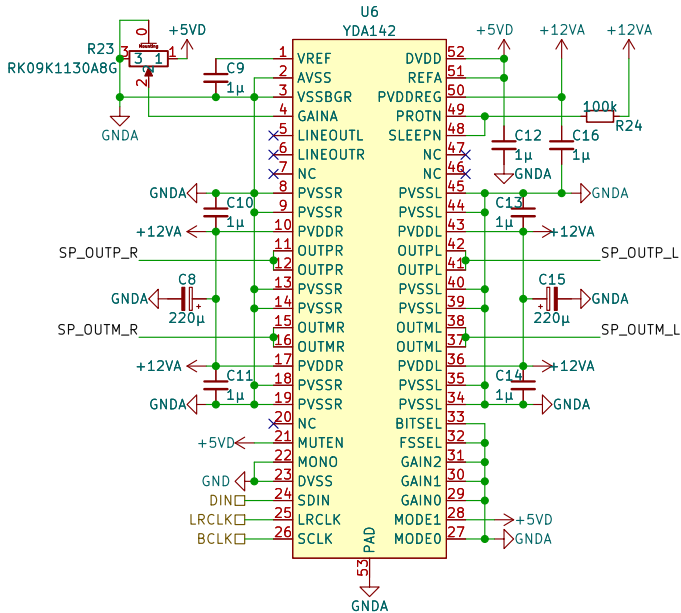 U6
YDA142
R23
RK09K1130A8G
0
Mounting
3
3 1
1
2
+5VD
GNDA
C9
1µ
+5VD
+12VA
+12VA
100k
R24
C12
1µ
C16
1µ
GNDA
1 VREF
2 AVSS
3 VSSBGR
4 GAINA
5 LINEOUTL
6 LINEOUTR
7 NC
8 PVSSR
9 PVSSR
10 PVDDR
11 OUTPR
12 OUTPR
13 PVSSR
14 PVSSR
15 OUTMR
16 OUTMR
17 PVDDR
18 PVSSR
19 PVSSR
20 NC
21 MUTEN
22 MONO
23 DVSS
24 SDIN
25 LRCLK
26 SCLK
DVDD 52
REFA 51
PVDDREG 50
PROTN 49
SLEEPN 48
NC 47
NC 46
PVSSL 45
PVSSL 44
PVDDL 43
OUTPL 42
OUTPL 41
PVSSL 40
PVSSL 39
OUTML 38
OUTML 37
PVDDL 36
PVSSL 35
PVSSL 34
BITSEL 33
FSSEL 32
GAIN2 31
GAIN1 30
GAIN0 29
MODE1 28
MODE0 27
PAD
53
GNDA
GNDA
C10
1µ
+12VA
SP_OUTP_R
C8
GNDA
220µ
SP_OUTM_R
+12VA
C11
1µ
GNDA
+5VD
GND
DIN
LRCLK
BCLK
GNDA
C13
1µ
+12VA
SP_OUTP_L
C15
GNDA
220µ
SP_OUTM_L
+12VA
C14
1µ
GNDA
+5VD
GNDA